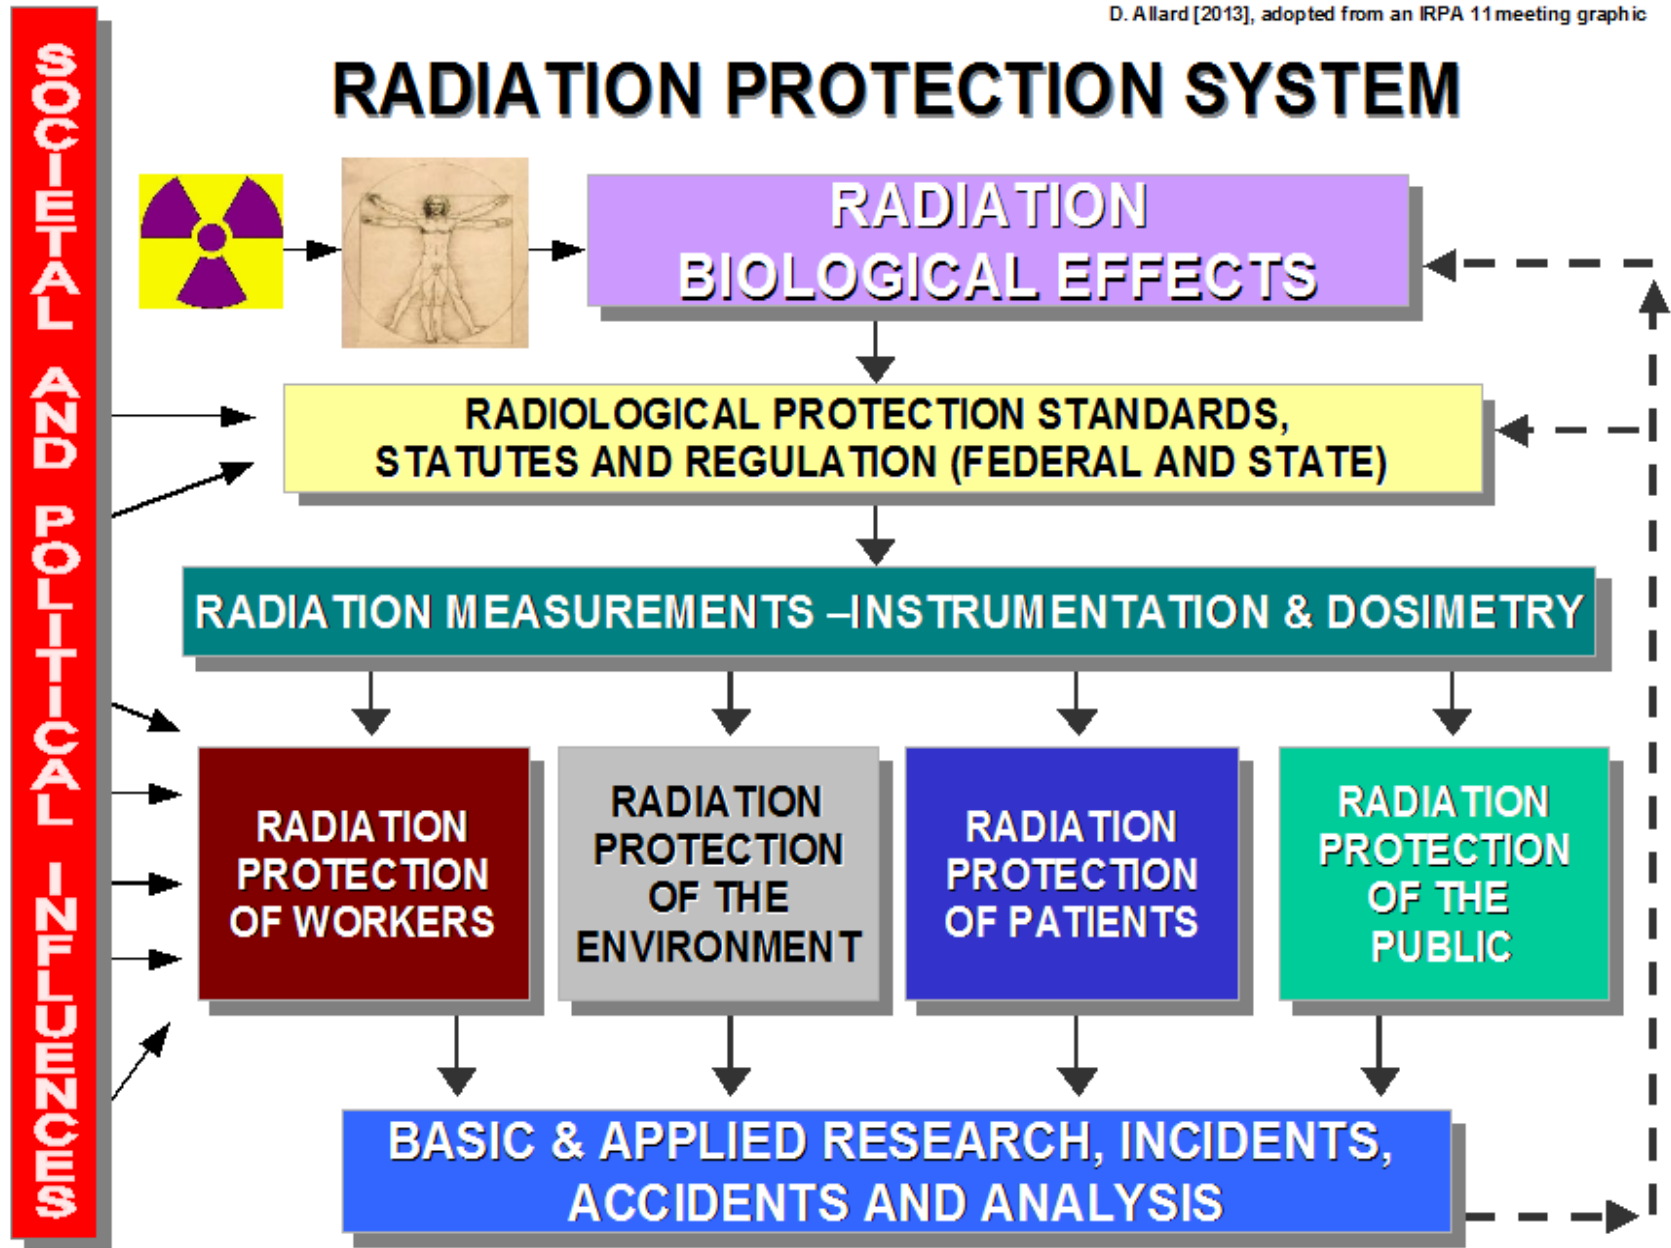 D. Allard [2013], adopted from an IRPA 11 meeting graphic
RADIATION PROTECTION SYSTEM
SOCIETAL AND POLITICAL INFLUENCES
RADIATION
BIOLOGICAL EFFECTS
RADIOLOGICAL PROTECTION STANDARDS,
STATUTES AND REGULATION (FEDERAL AND STATE)
RADIATION MEASUREMENTS –INSTRUMENTATION & DOSIMETRY
RADIATION
PROTECTION
OF WORKERS
RADIATION
PROTECTION
OF THE
ENVIRONMENT
RADIATION
PROTECTION
OF PATIENTS
RADIATION
PROTECTION
OF THE
PUBLIC
BASIC & APPLIED RESEARCH, INCIDENTS,
ACCIDENTS AND ANALYSIS